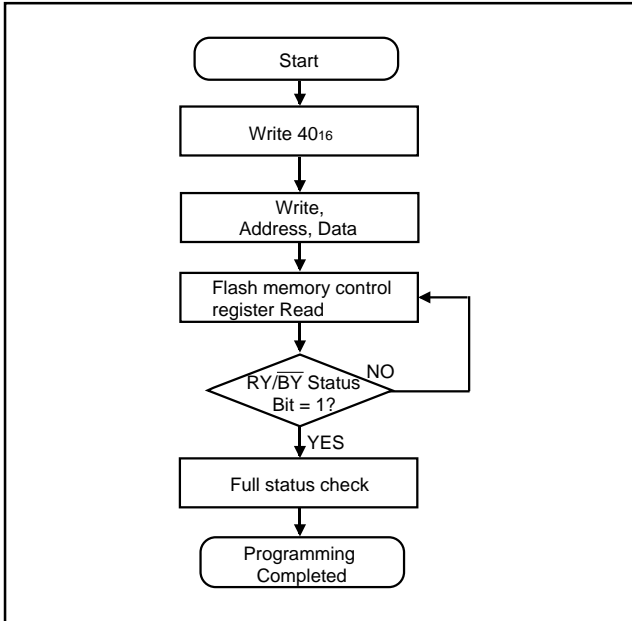 Start
Write 40₁₆
Write,
Address, Data
Flash memory control
register Read
RY/B̅Y̅ Status
Bit = 1?
NO
YES
Full status check
Programming
Completed